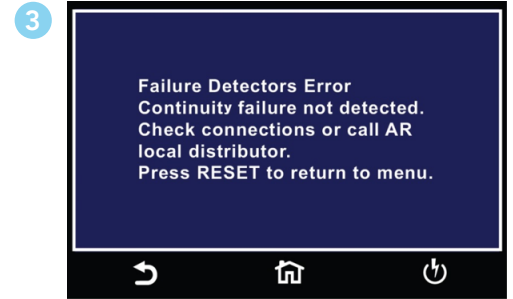 3
Failure Detectors Error
Continuity failure not detected.
Check connections or call AR
local distributor.
Press RESET to return to menu.